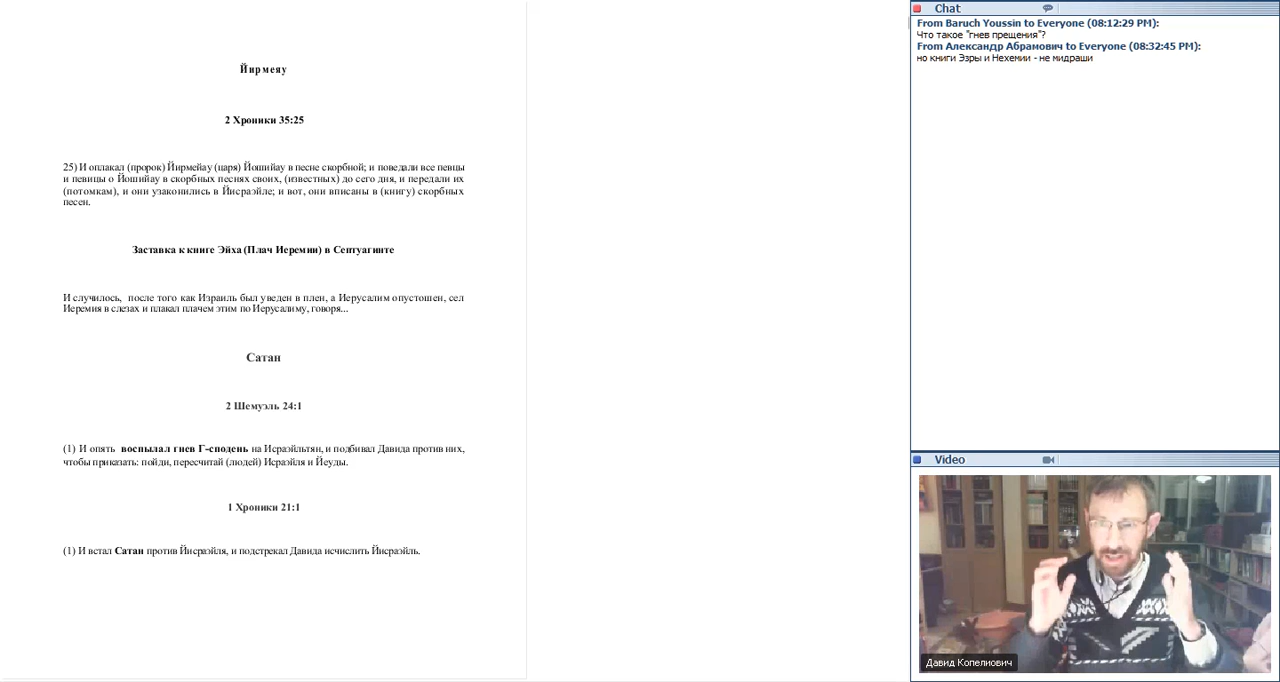 Йирмеяу
2 Хроники 35:25
25) И оплакал (пророк) Йирмейау (царя) Йошийау в песне скорбной; и поведали все певцы
и певицы о Йошийау в скорбных песнях своих, (известных) до сего дня, и передали их
(потомкам), и они узаконились в Йисраэйле; и вот, они вписаны в (книгу) скорбных
песен.
Заставка к книге Эйха (Плач Иеремии) в Септуагинте
И случилось, после того как Израиль был уведен в плен, а Иерусалим опустошен, сел
Иеремия в слезах и плакал плачем этим по Иерусалиму, говоря...
Сатан
2 Шемуэль 24:1
(1) И опять воспылал гнев Г-сподень на Исраэйльтян, и подбивал Давида против них,
чтобы приказать: пойди, пересчитай (людей) Исраэйля и Йеуды.
1 Хроники 21:1
(1) И встал Сатан против Йисраэйля, и подстрекал Давида исчислить Йисраэйль.
Chat
From Baruch Youssin to Everyone (08:12:29 PM):
Что такое "гнев прещения"?
From Александр Абрамович to Everyone (08:32:45 PM):
но книги Эзры и Нехемии - не мидраши
Video
Давид Копелиович